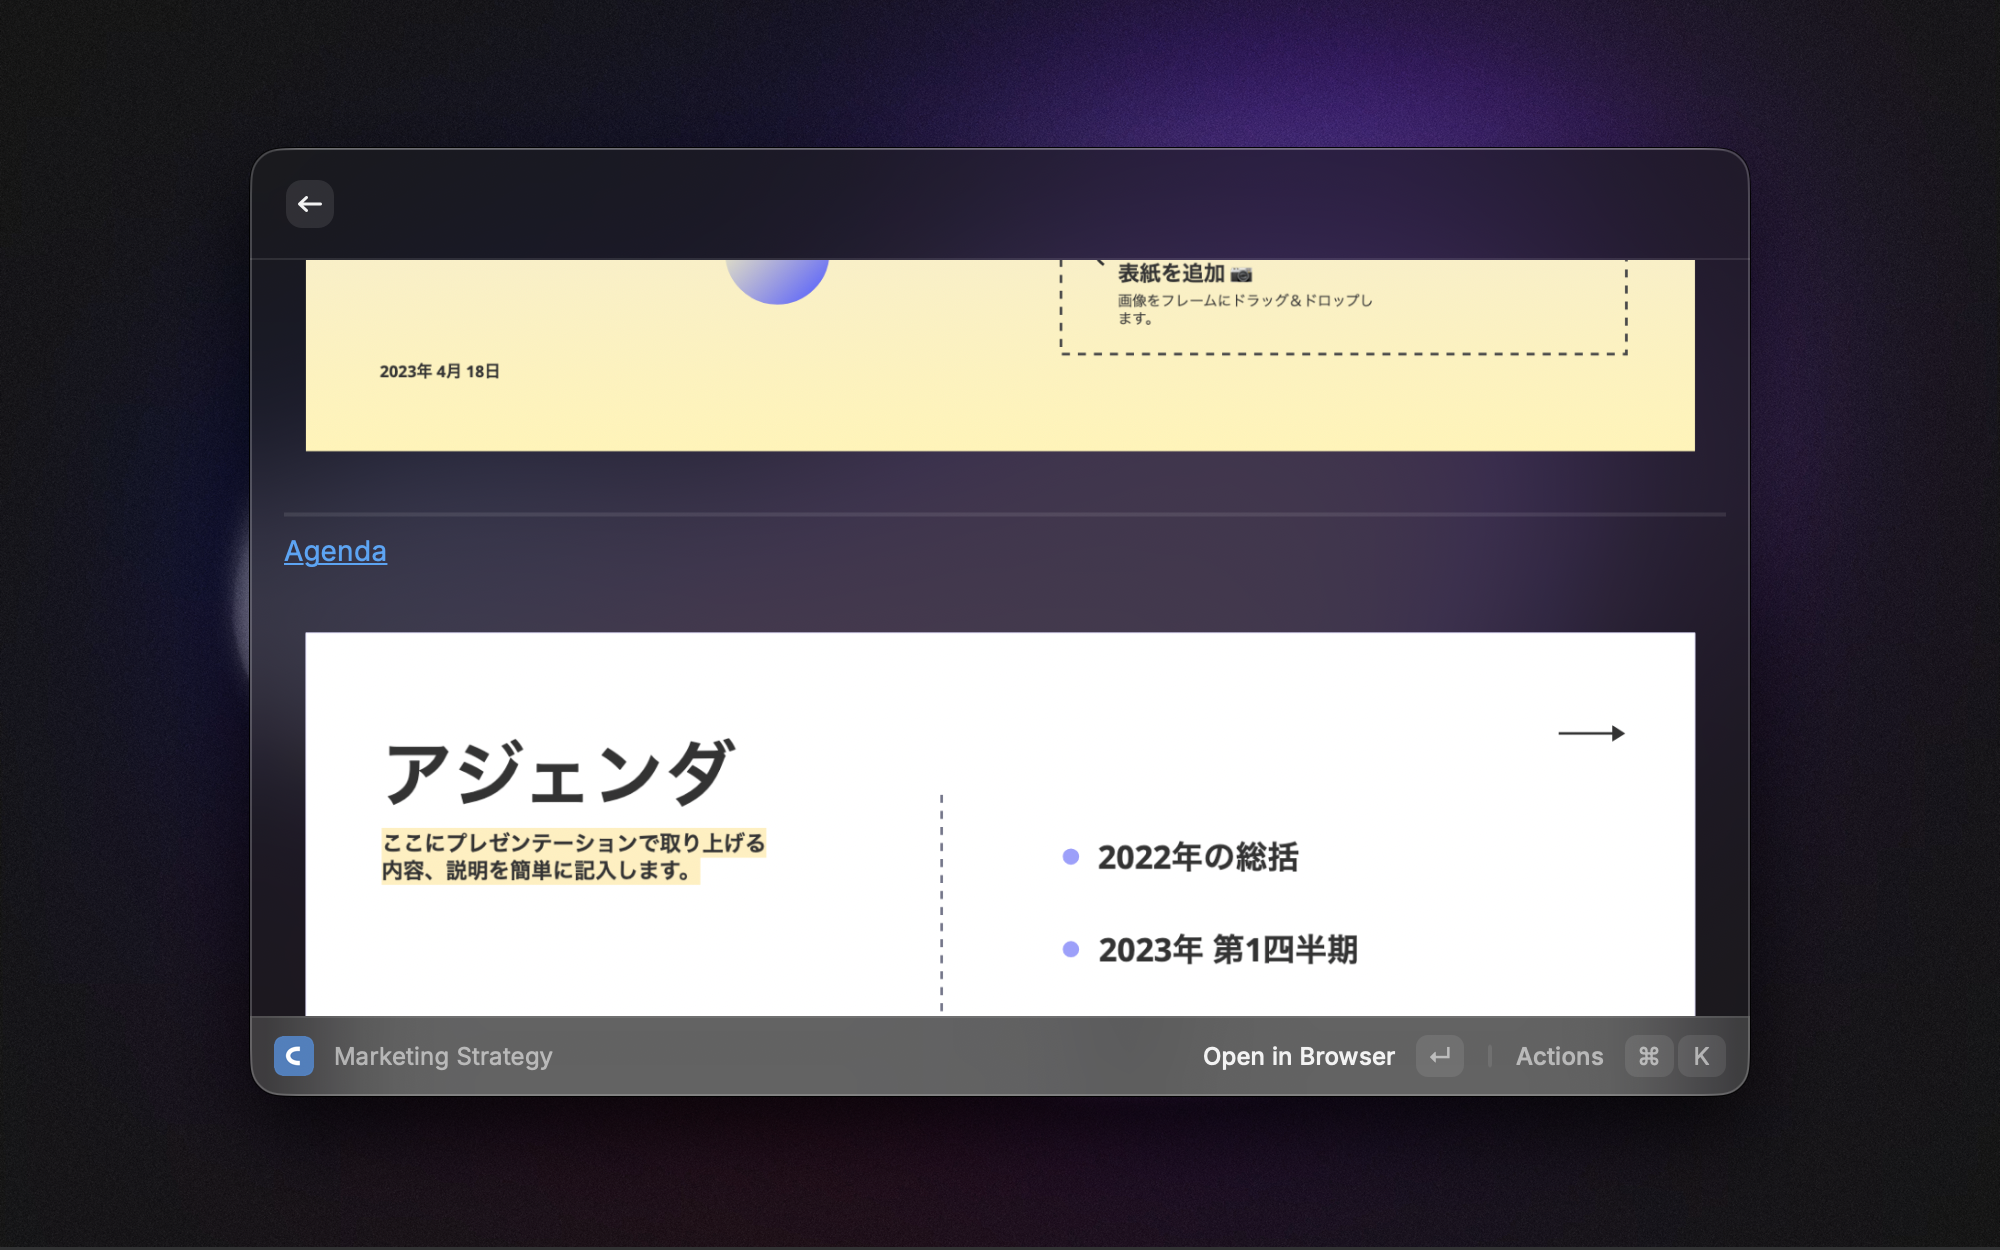 表紙を追加 📷
画像をフレームにドラッグ＆ドロップし
ます。
2023年 4月 18日
Agenda
アジェンダ
ここにプレゼンテーションで取り上げる
内容、説明を簡単に記入します。
2022年の総括
2023年 第1四半期
Marketing Strategy
Open in Browser ↵ | Actions ⌘ K